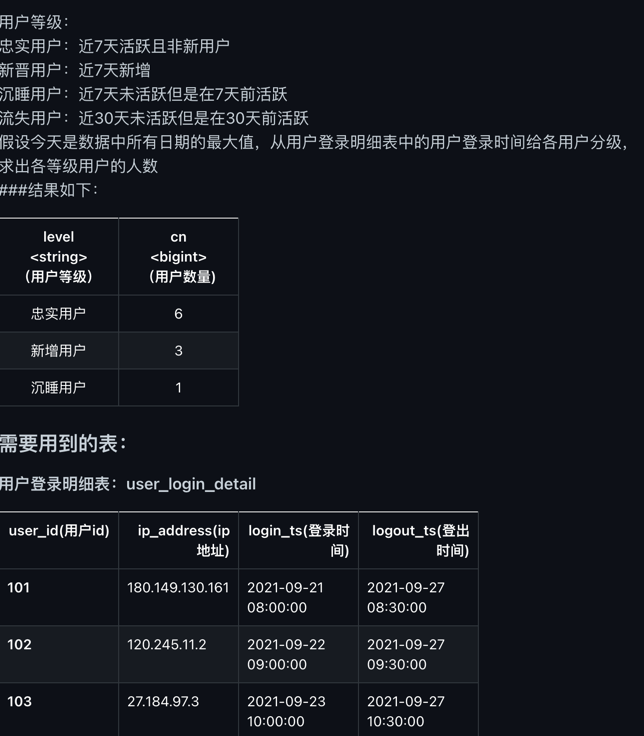 用户等级：
忠实用户：近7天活跃且非新用户
新晋用户：近7天新增
沉睡用户：近7天未活跃但是在7天前活跃
流失用户：近30天未活跃但是在30天前活跃
假设今天是数据中所有日期的最大值，从用户登录明细表中的用户登录时间给各用户分级，
求出各等级用户的人数
###结果如下：
level cn
<string> <bigint>
（用户等级） （用户数量)
忠实用户 6
新增用户 3
沉睡用户 1
需要用到的表：
用户登录明细表：user_login_detail
user_id(用户id) ip_address(ip login_ts(登录时 logout_ts(登出
地址) 间) 时间)
101 180.149.130.161 2021-09-21 2021-09-27
08:00:00 08:30:00
102 120.245.11.2 2021-09-22 2021-09-27
09:00:00 09:30:00
103 27.184.97.3 2021-09-23 2021-09-27
10:00:00 10:30:00